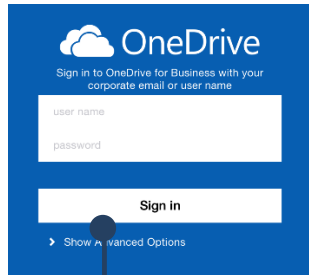 OneDrive
Sign in to OneDrive for Business with your
corporate email or user name
user name
password
Sign in
Show Advanced Options